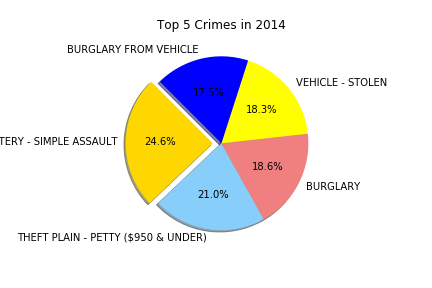 Top 5 Crimes in 2014
BURGLARY FROM VEHICLE
17.5%
VEHICLE - STOLEN
18.3%
TERY - SIMPLE ASSAULT
24.6%
18.6%
BURGLARY
21.0%
THEFT PLAIN - PETTY ($950 & UNDER)